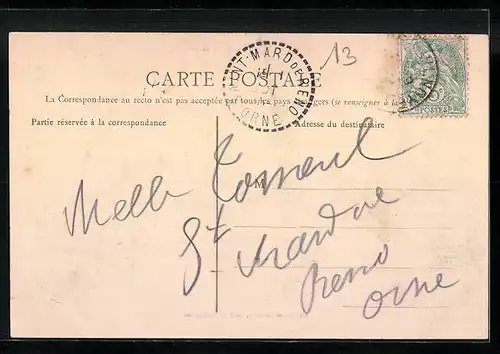 13
CARTE POSTALE
La Correspondance au recto n'est pas acceptée par tous les pays étrangers (se renseigner à la
Partie réservée à la correspondance
Adresse du destinataire
ST-MARD DE RENO
ORNE
POSTES
M
Melle
St Mard de
Reno
Orne